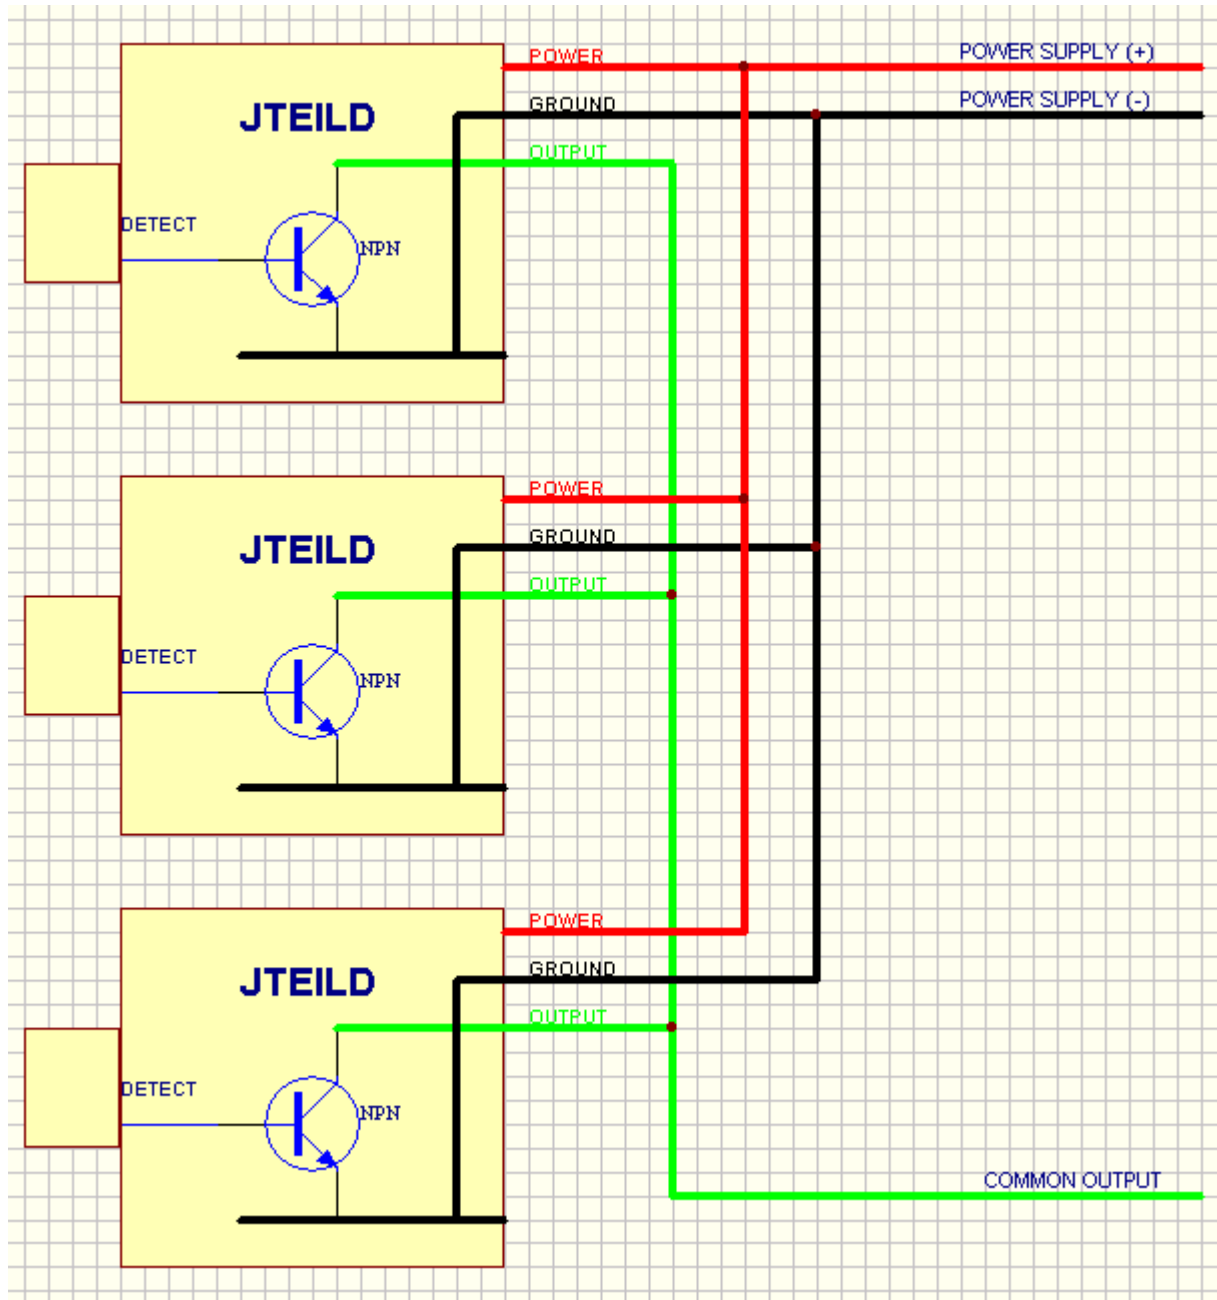 POWER
POWER SUPPLY (+)
GROUND
POWER SUPPLY (-)
JTEILD
OUTPUT
DETECT
NPN
POWER
GROUND
JTEILD
OUTPUT
DETECT
NPN
POWER
GROUND
JTEILD
OUTPUT
DETECT
NPN
COMMON OUTPUT